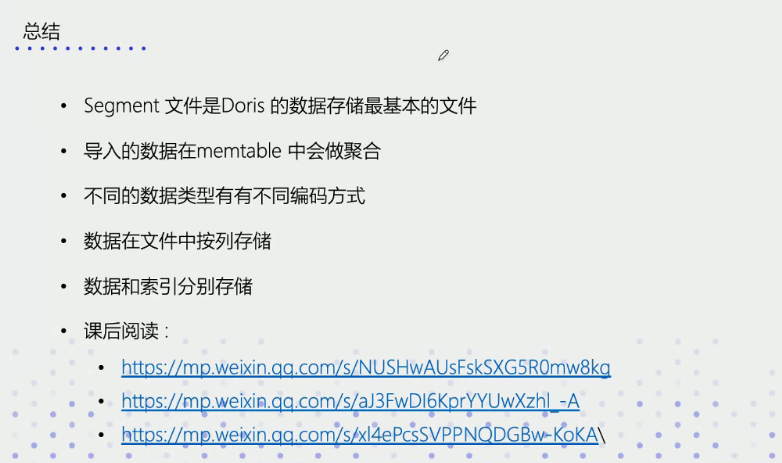 总结
• Segment 文件是Doris 的数据存储最基本的文件
• 导入的数据在memtable 中会做聚合
• 不同的数据类型有有不同编码方式
• 数据在文件中按列存储
• 数据和索引分别存储
• 课后阅读：
• https://mp.weixin.qq.com/s/NUSHwAUsFskSXG5R0mw8kg
• https://mp.weixin.qq.com/s/aJ3FwDI6KprYYUwXzhl_-A
• https://mp.weixin.qq.com/s/xl4ePcsSVPPNQDGBw-KoKA\